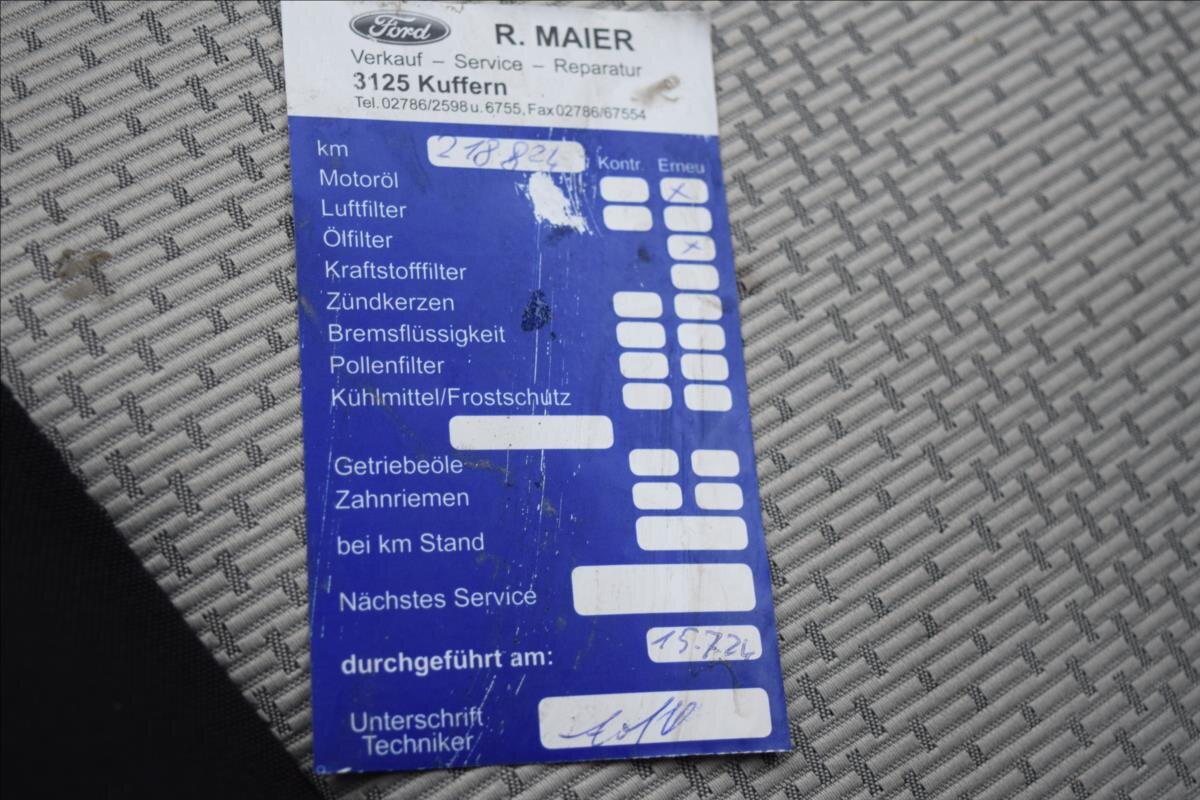 Ford
R. MAIER
Verkauf – Service – Reparatur
3125 Kuffern
Tel. 02786/2598 u. 6755, Fax 02786/67554
km 218.824 Kontr. Erneu
Motoröl x
Luftfilter
Ölfilter x
Kraftstofffilter
Zündkerzen
Bremsflüssigkeit
Pollenfilter
Kühlmittel/Frostschutz
Getriebeöle
Zahnriemen
bei km Stand
Nächstes Service
durchgeführt am: 15.7.24
Unterschrift
Techniker